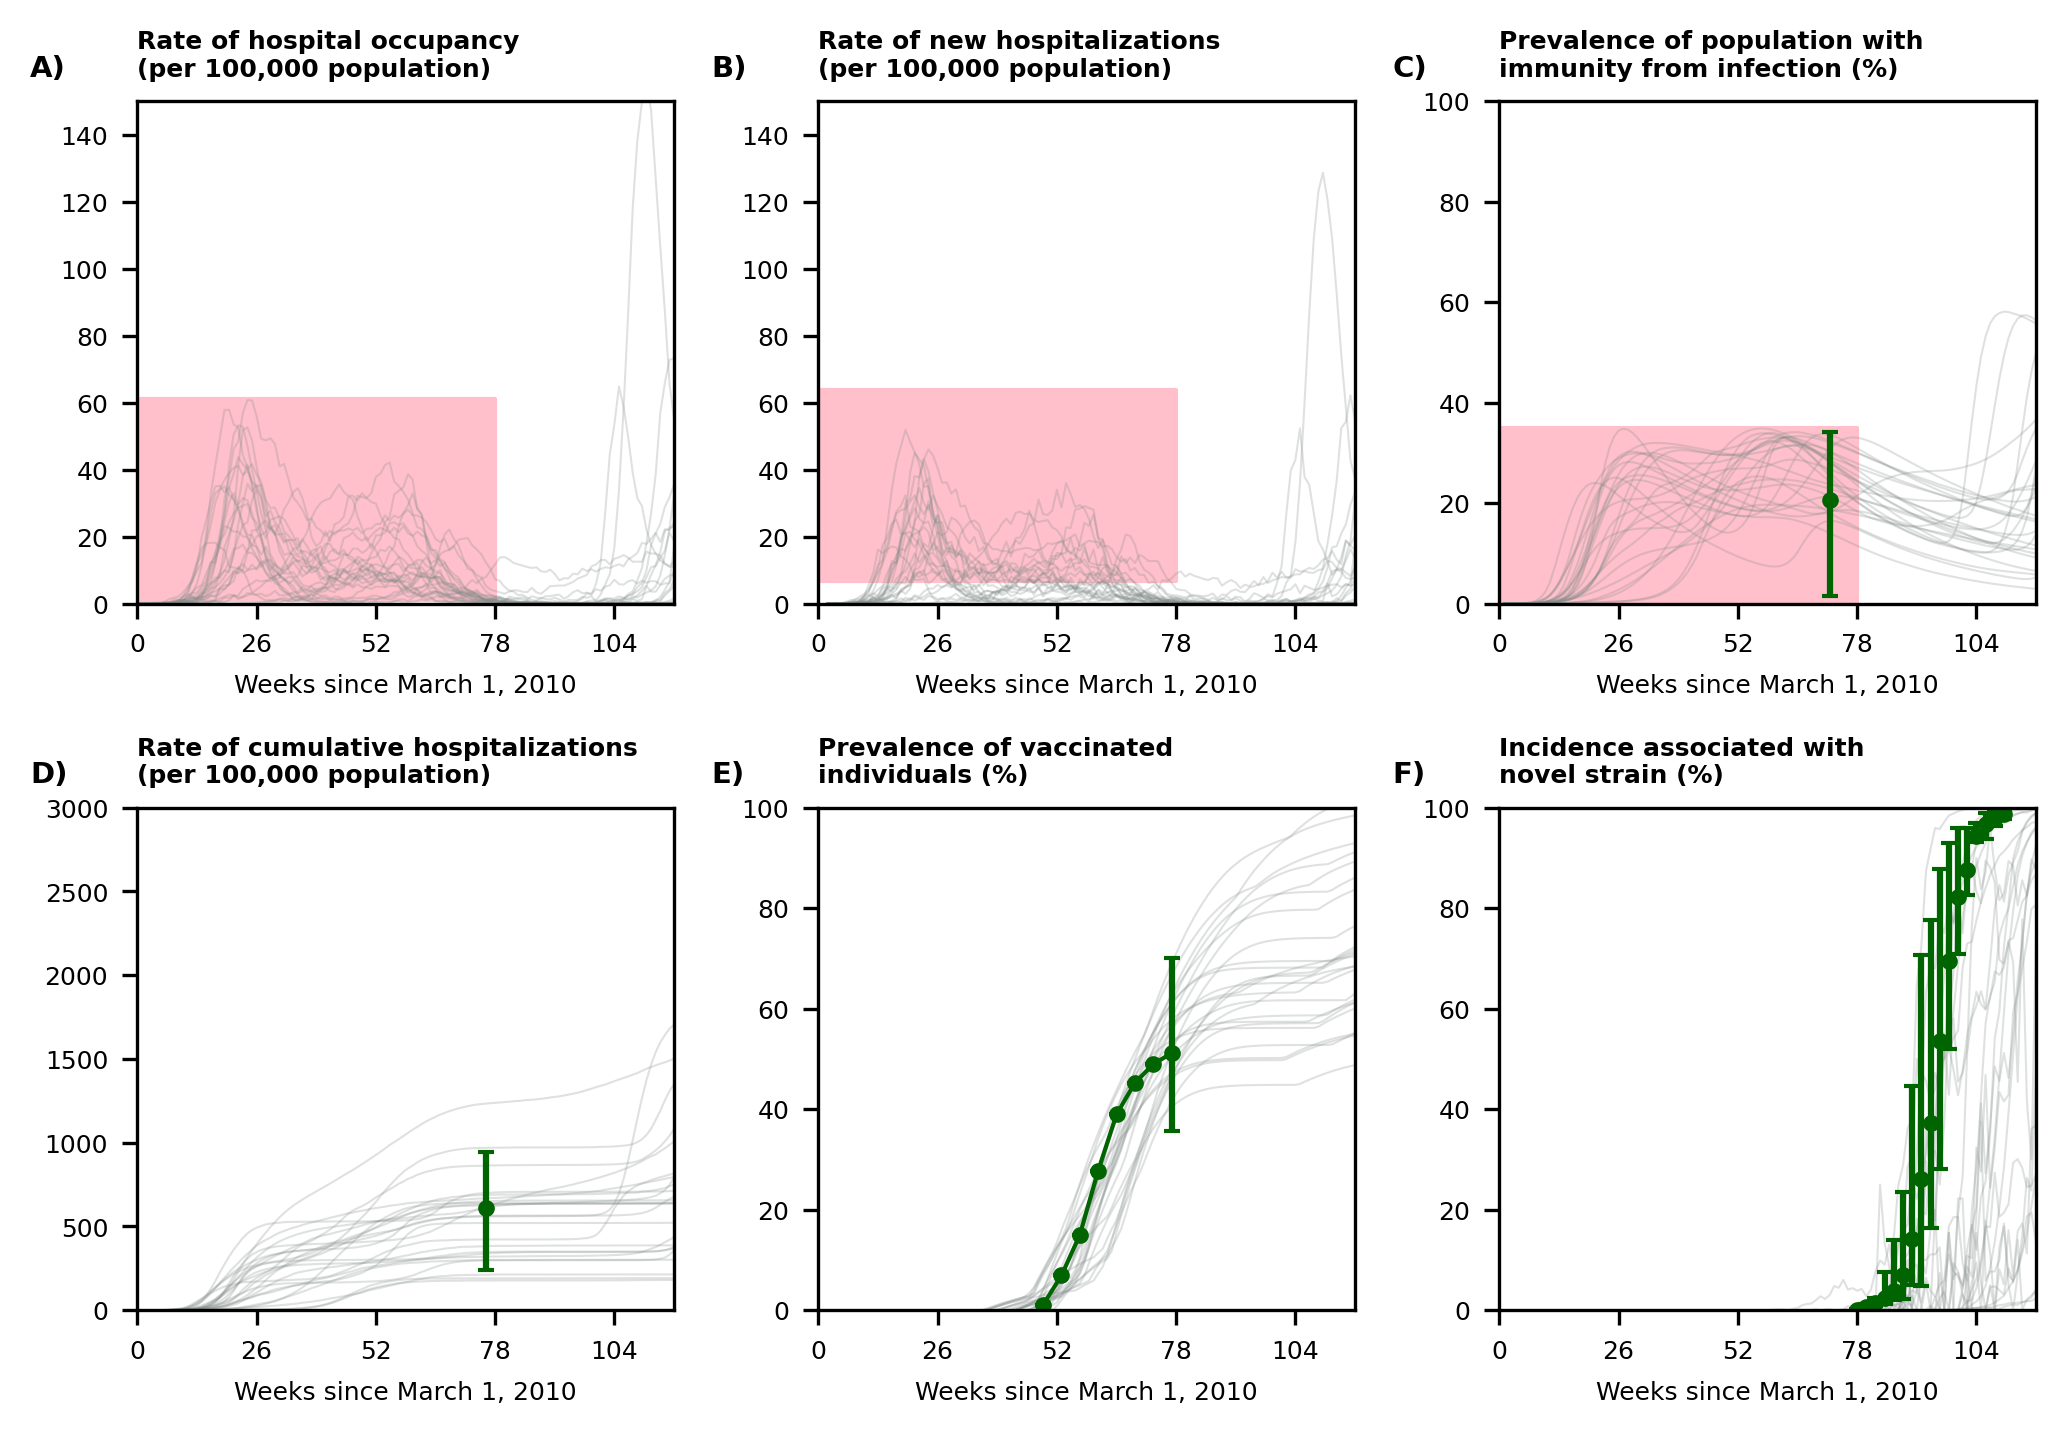 A)
Rate of hospital occupancy
(per 100,000 population)
140
120
100
80
60
40
20
0
0 26 52 78 104
Weeks since March 1, 2010
B)
Rate of new hospitalizations
(per 100,000 population)
140
120
100
80
60
40
20
0
0 26 52 78 104
Weeks since March 1, 2010
C)
Prevalence of population with
immunity from infection (%)
100
80
60
40
20
0
0 26 52 78 104
Weeks since March 1, 2010
D)
Rate of cumulative hospitalizations
(per 100,000 population)
3000
2500
2000
1500
1000
500
0
0 26 52 78 104
Weeks since March 1, 2010
E)
Prevalence of vaccinated
individuals (%)
100
80
60
40
20
0
0 26 52 78 104
Weeks since March 1, 2010
F)
Incidence associated with
novel strain (%)
100
80
60
40
20
0
0 26 52 78 104
Weeks since March 1, 2010